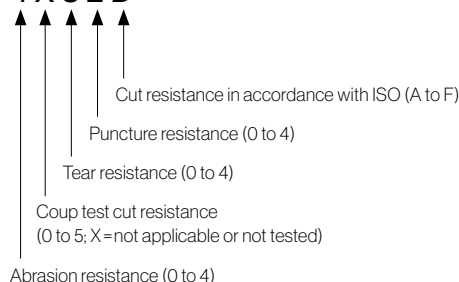 Cut resistance in accordance with ISO (A to F)
Puncture resistance (0 to 4)
Tear resistance (0 to 4)
Coup test cut resistance
(0 to 5; X=not applicable or not tested)
Abrasion resistance (0 to 4)